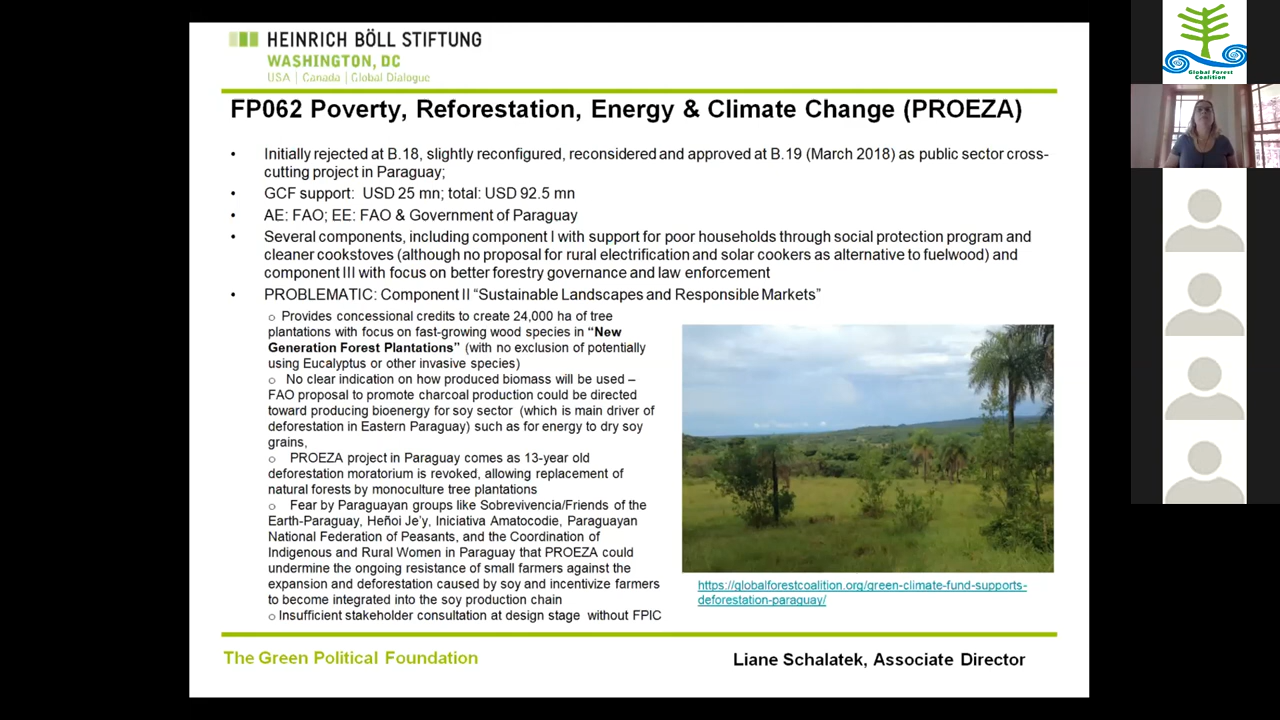 HEINRICH BÖLL STIFTUNG
WASHINGTON, DC
USA | Canada | Global Dialogue
FP062 Poverty, Reforestation, Energy & Climate Change (PROEZA)
• Initially rejected at B.18, slightly reconfigured, reconsidered and approved at B.19 (March 2018) as public sector cross-
cutting project in Paraguay;
• GCF support: USD 25 mn; total: USD 92.5 mn
• AE: FAO; EE: FAO & Government of Paraguay
• Several components, including component I with support for poor households through social protection program and
cleaner cookstoves (although no proposal for rural electrification and solar cookers as alternative to fuelwood) and
component III with focus on better forestry governance and law enforcement
• PROBLEMATIC: Component II “Sustainable Landscapes and Responsible Markets”
o Provides concessional credits to create 24,000 ha of tree
plantations with focus on fast-growing wood species in “New
Generation Forest Plantations” (with no exclusion of potentially
using Eucalyptus or other invasive species)
o No clear indication on how produced biomass will be used –
FAO proposal to promote charcoal production could be directed
toward producing bioenergy for soy sector (which is main driver of
deforestation in Eastern Paraguay) such as for energy to dry soy
grains,
o PROEZA project in Paraguay comes as 13-year old
deforestation moratorium is revoked, allowing replacement of
natural forests by monoculture tree plantations
o Fear by Paraguayan groups like Sobrevivencia/Friends of the
Earth-Paraguay, Heñoi Je’y, Iniciativa Amatocodie, Paraguayan
National Federation of Peasants, and the Coordination of
Indigenous and Rural Women in Paraguay that PROEZA could
undermine the ongoing resistance of small farmers against the
expansion and deforestation caused by soy and incentivize farmers
to become integrated into the soy production chain
o Insufficient stakeholder consultation at design stage without FPIC
https://globalforestcoalition.org/green-climate-fund-supports-
deforestation-paraguay/
The Green Political Foundation
Liane Schalatek, Associate Director
Global Forest
Coalition